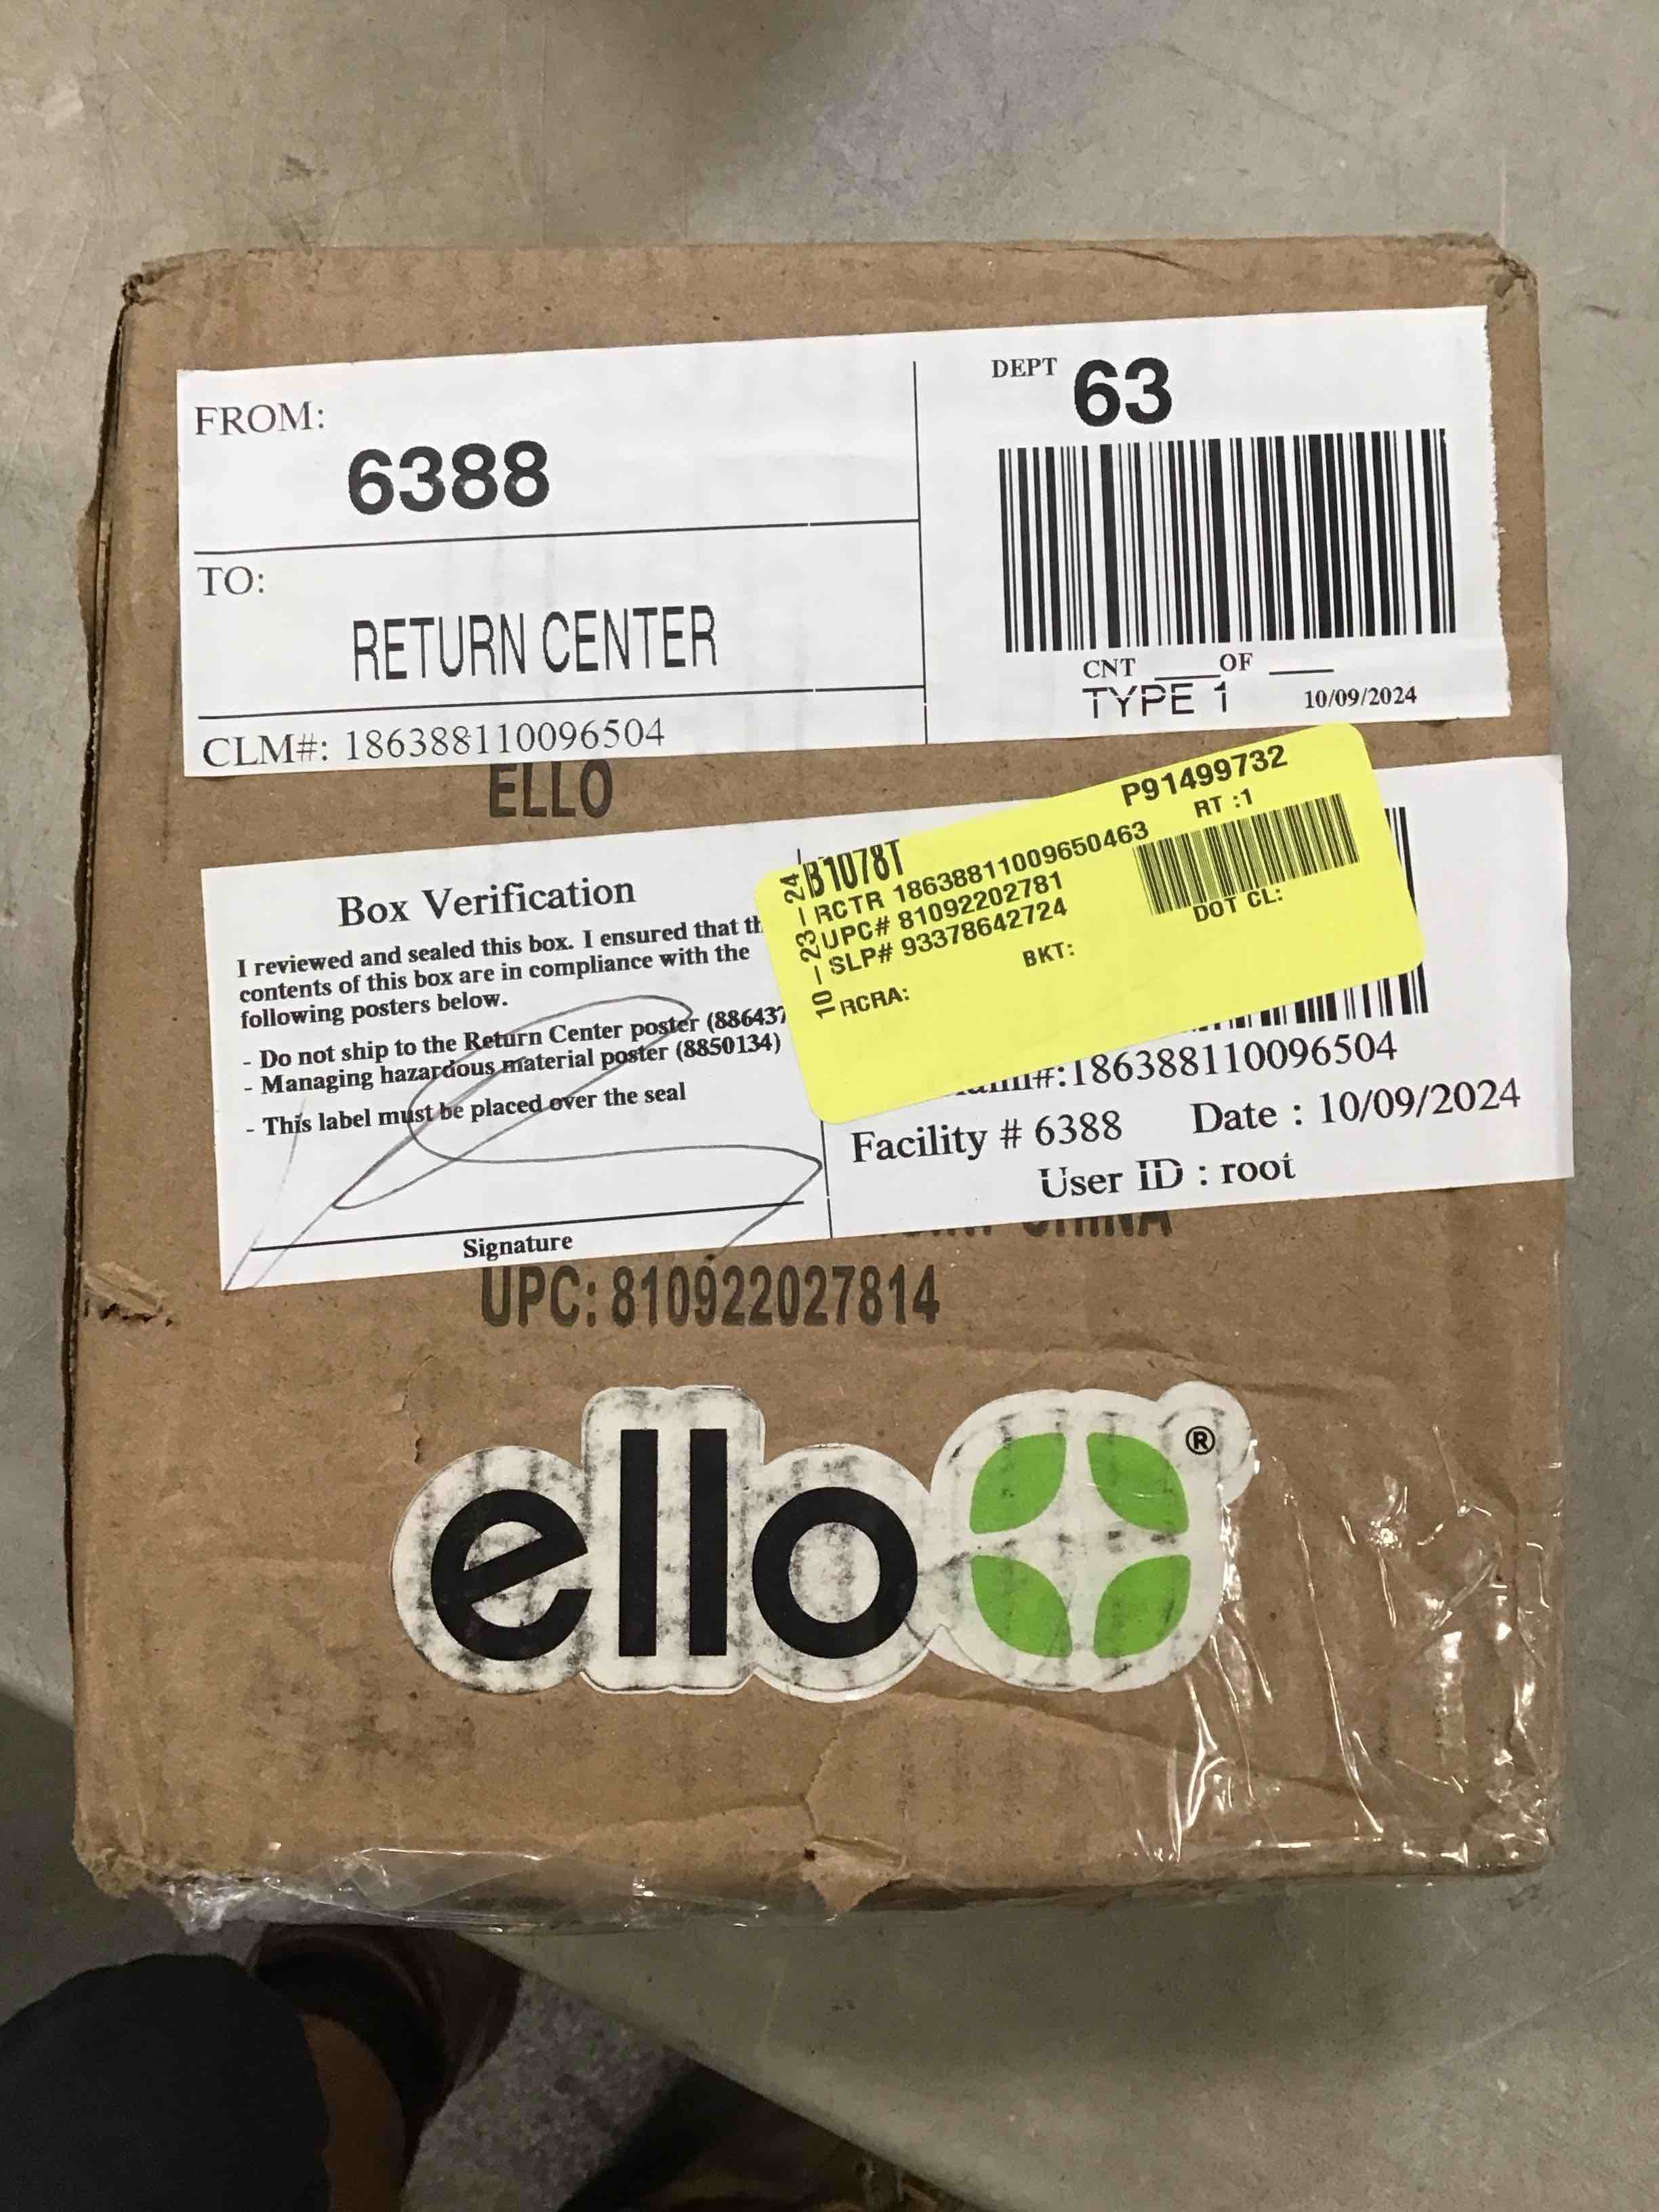 FROM:
6388
TO:
RETURN CENTER
CLM#: 186388110096504
DEPT 63
CNT ____ OF ____
TYPE 1 10/09/2024
ELLO
Box Verification
I reviewed and sealed this box. I ensured that th
contents of this box are in compliance with the
following posters below.
- Do not ship to the Return Center poster (886437
- Managing hazardous material poster (8850134)
- This label must be placed over the seal
Signature
P91499732
RT :1
B1078T
RCTR 18638811009650463
UPC# 81092202781
SLP# 93378642724
10-23-24
DOT CL:
BKT:
RCRA:
#:186388110096504
Facility # 6388 Date : 10/09/2024
User ID : root
CHINA
UPC: 810922027814
ello®